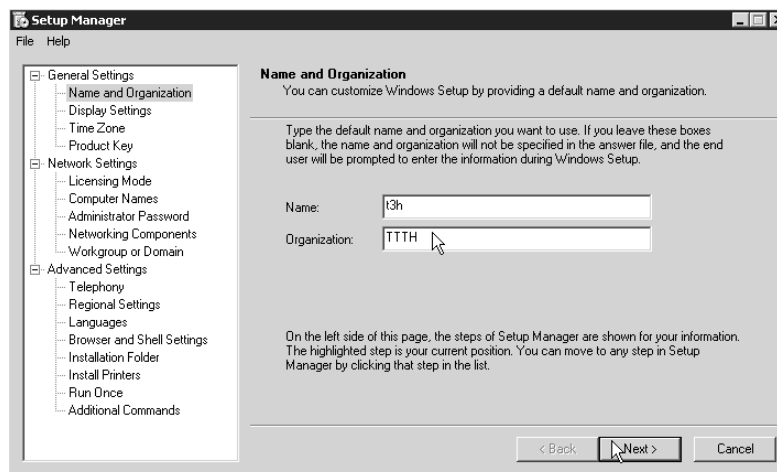 Setup Manager
File Help
General Settings
Name and Organization
Display Settings
Time Zone
Product Key
Network Settings
Licensing Mode
Computer Names
Administrator Password
Networking Components
Workgroup or Domain
Advanced Settings
Telephony
Regional Settings
Languages
Browser and Shell Settings
Installation Folder
Install Printers
Run Once
Additional Commands
Name and Organization
You can customize Windows Setup by providing a default name and organization.
Type the default name and organization you want to use. If you leave these boxes
blank, the name and organization will not be specified in the answer file, and the end
user will be prompted to enter the information during Windows Setup.
Name: t3h
Organization: TTTH
On the left side of this page, the steps of Setup Manager are shown for your information.
The highlighted step is your current position. You can move to any step in Setup
Manager by clicking that step in the list.
< Back Next > Cancel